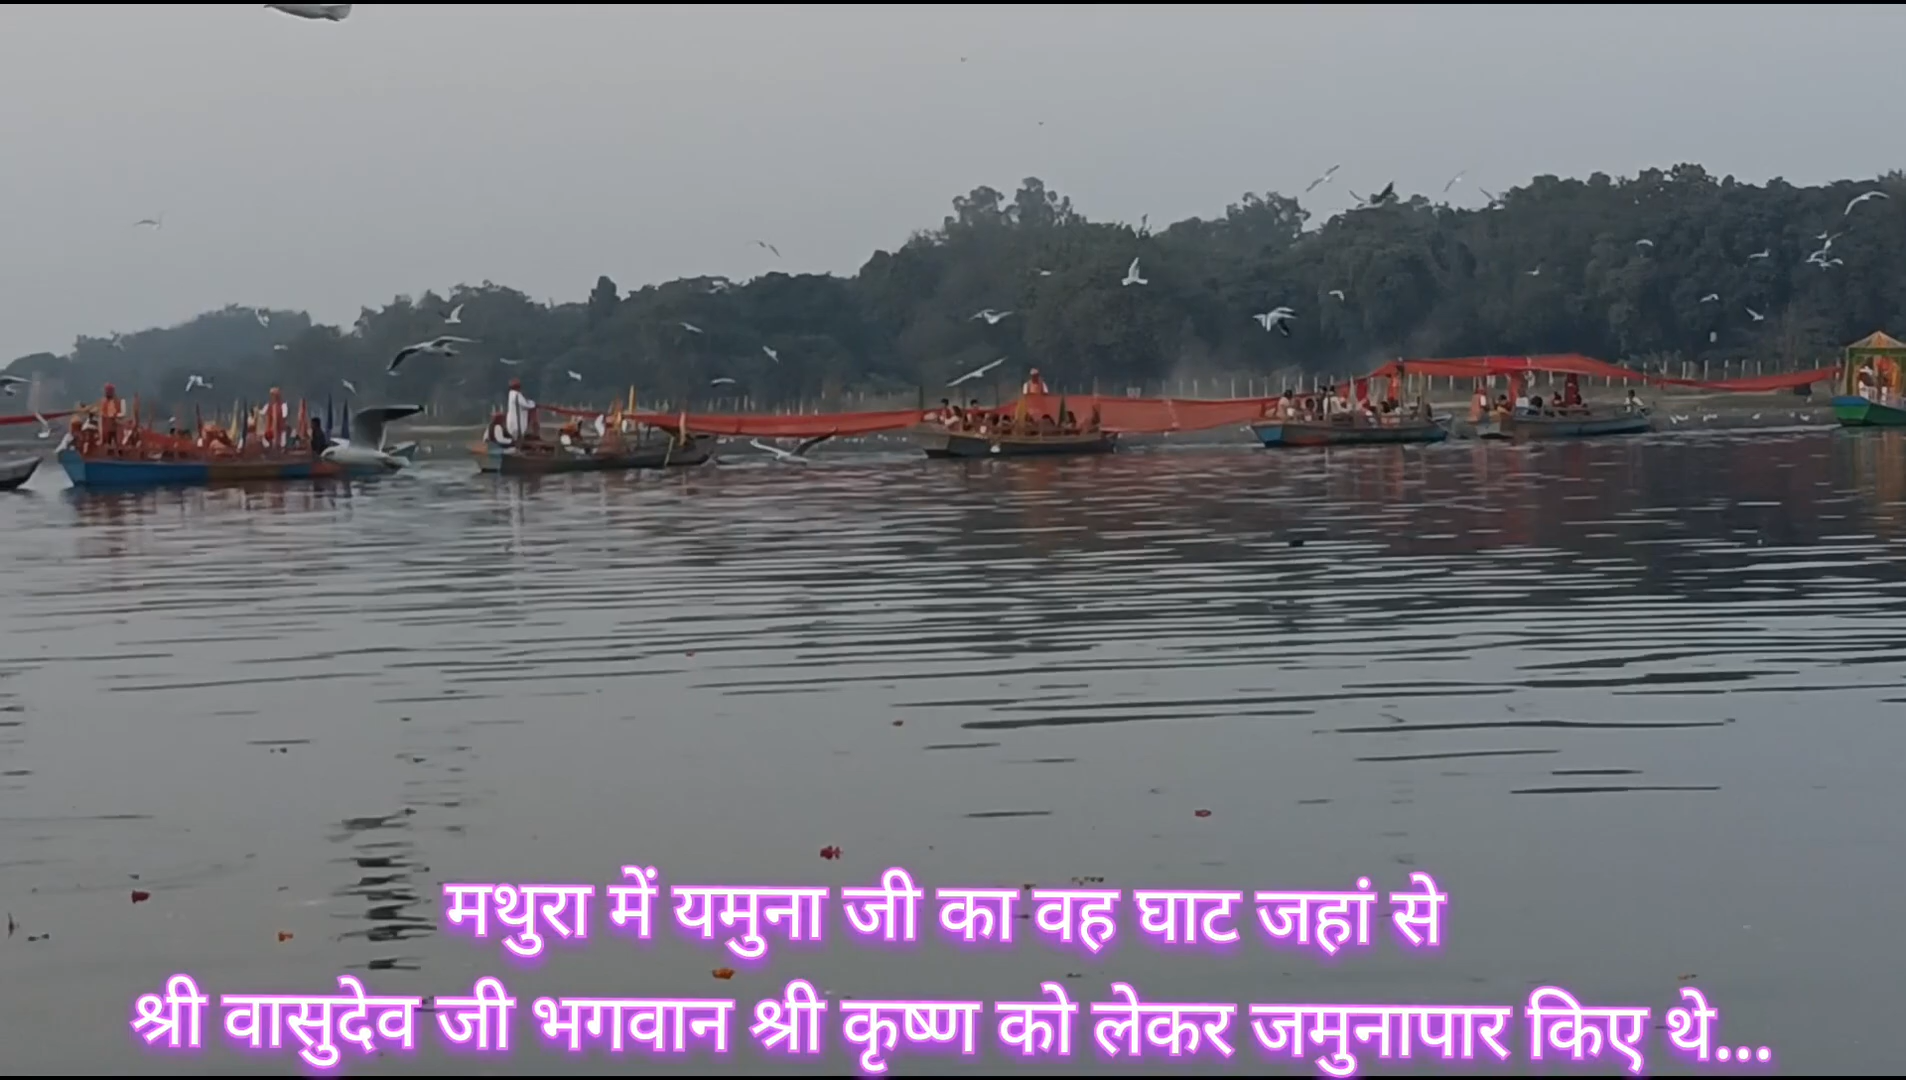 मथुरा में यमुना जी का वह घाट जहां से
श्री वासुदेव जी भगवान श्री कृष्ण को लेकर जमुनापार किए थे...